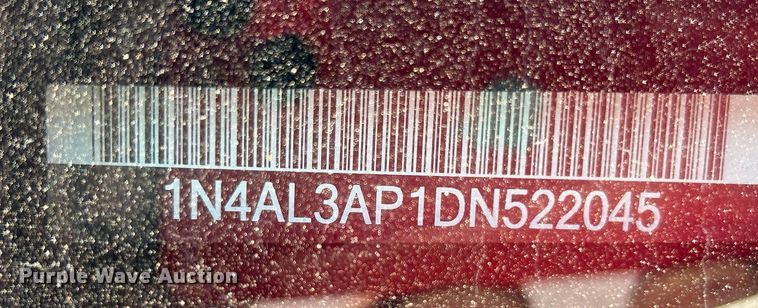 1N4AL3AP1DN522045
Purple Wave Auction